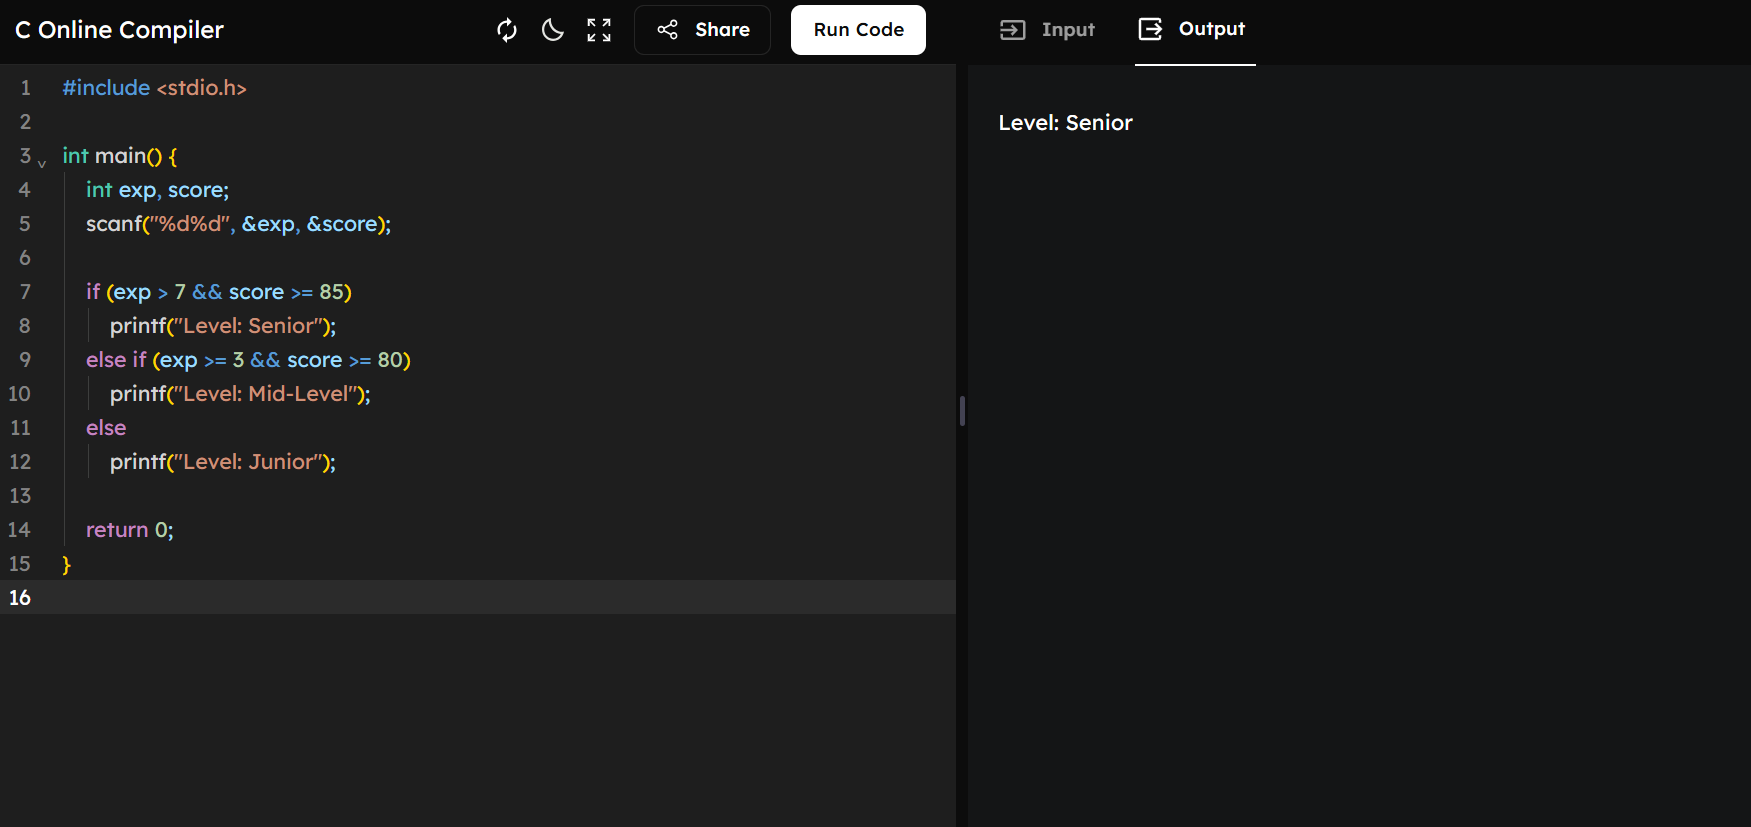 C Online Compiler
Share
Run Code
Input
Output
1 #include <stdio.h>
2
3 int main() {
4 int exp, score;
5 scanf("%d%d", &exp, &score);
6
7 if (exp > 7 && score >= 85)
8 printf("Level: Senior");
9 else if (exp >= 3 && score >= 80)
10 printf("Level: Mid-Level");
11 else
12 printf("Level: Junior");
13
14 return 0;
15 }
16
Level: Senior